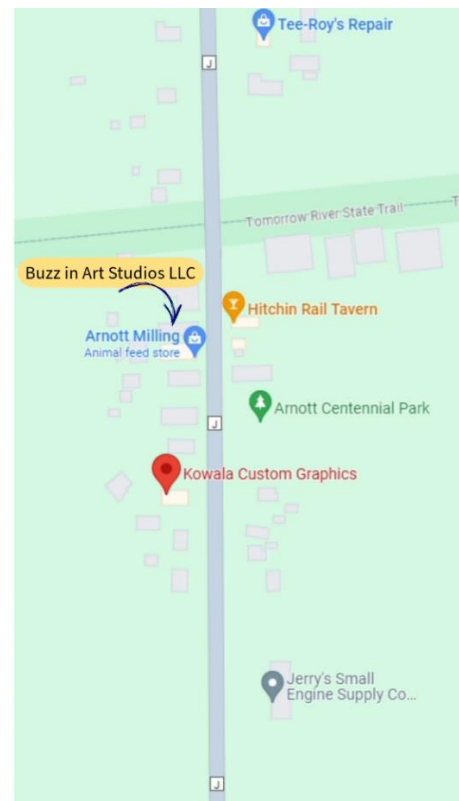 Tee-Roy's Repair
J
Tomorrow River State Trail
T
Buzz in Art Studios LLC
Hitchin Rail Tavern
Arnott Milling
Animal feed store
Arnott Centennial Park
J
Kowala Custom Graphics
Jerry's Small
Engine Supply Co...
J